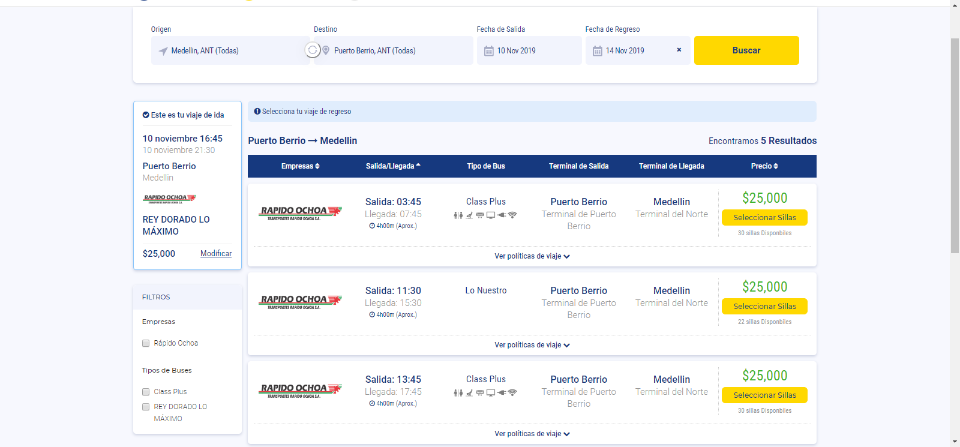 Origen
Destino
Fecha de Salida
Fecha de Regreso
Medellin, ANT (Todas)
Puerto Berrio, ANT (Todas)
10 Nov 2019
14 Nov 2019
×
Buscar
Este es tu viaje de ida
10 noviembre 16:45
10 noviembre 21:30
Puerto Berrio
Medellin
RAPIDO OCHOA
REY DORADO LO
MÁXIMO
$25,000
Modificar
FILTROS
Empresas
Rápido Ochoa
Tipos de Buses
Class Plus
REY DORADO LO
MÁXIMO
Selecciona tu viaje de regreso
Puerto Berrio → Medellin
Encontramos 5 Resultados
Empresas
Salida/Llegada
Tipo de Bus
Terminal de Salida
Terminal de Llegada
Precio
RAPIDO OCHOA
TRANSPORTES RAPIDO OCHOA S.A.
Salida: 03:45
Llegada: 07:45
4h00m (Aprox.)
Class Plus
Puerto Berrio
Terminal de Puerto
Berrio
Medellin
Terminal del Norte
$25,000
Seleccionar Sillas
30 sillas Disponibles
Ver políticas de viaje
RAPIDO OCHOA
TRANSPORTES RAPIDO OCHOA S.A.
Salida: 11:30
Llegada: 15:30
4h00m (Aprox.)
Lo Nuestro
Puerto Berrio
Terminal de Puerto
Berrio
Medellin
Terminal del Norte
$25,000
Seleccionar Sillas
22 sillas Disponibles
Ver políticas de viaje
RAPIDO OCHOA
TRANSPORTES RAPIDO OCHOA S.A.
Salida: 13:45
Llegada: 17:45
4h00m (Aprox.)
Class Plus
Puerto Berrio
Terminal de Puerto
Berrio
Medellin
Terminal del Norte
$25,000
Seleccionar Sillas
30 sillas Disponibles
Ver políticas de viaje